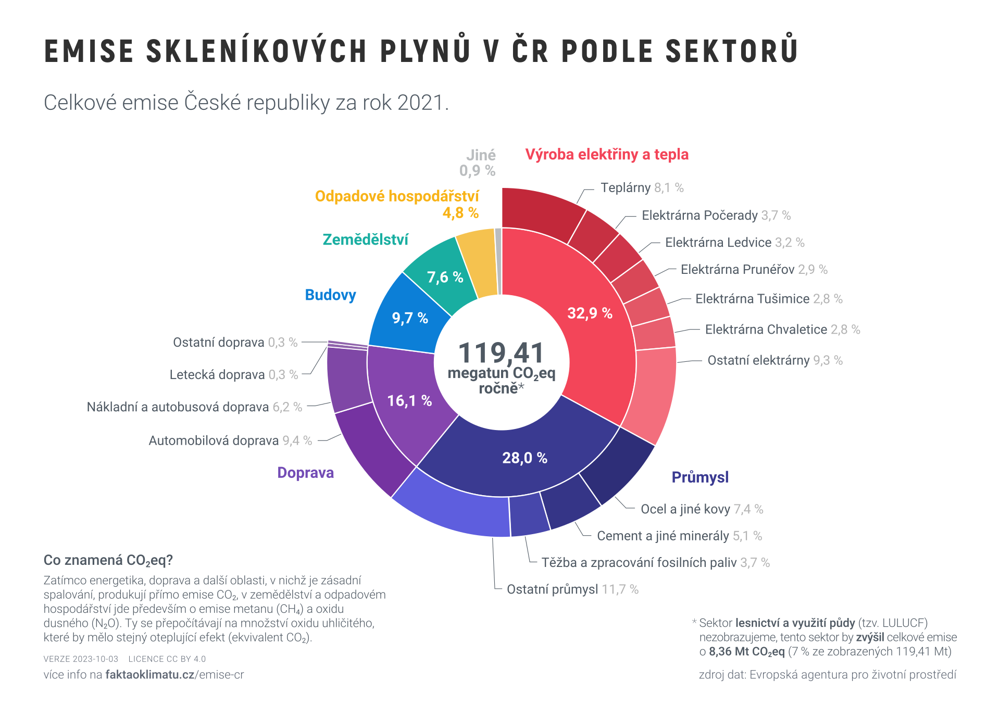 EMISE SKLENÍKOVÝCH PLYNŮ V ČR PODLE SEKTORŮ
Celkové emise České republiky za rok 2021.
Jiné
0,9 %
Odpadové hospodářství
4,8 %
Zemědělství
7,6 %
Budovy
9,7 %
Ostatní doprava 0,3 %
Letecká doprava 0,3 %
Nákladní a autobusová doprava 6,2 %
Automobilová doprava 9,4 %
Doprava
16,1 %
Výroba elektřiny a tepla
32,9 %
Teplárny 8,1 %
Elektrárna Počerady 3,7 %
Elektrárna Ledvice 3,2 %
Elektrárna Prunéřov 2,9 %
Elektrárna Tušimice 2,8 %
Elektrárna Chvaletice 2,8 %
Ostatní elektrárny 9,3 %
119,41
megatun CO₂eq
ročně*
28,0 %
Průmysl
Ocel a jiné kovy 7,4 %
Cement a jiné minerály 5,1 %
Těžba a zpracování fosilních paliv 3,7 %
Ostatní průmysl 11,7 %
Co znamená CO₂eq?
Zatímco energetika, doprava a další oblasti, v nichž je zásadní
spalování, produkují přímo emise CO₂, v zemědělství a odpadovém
hospodářství jde především o emise metanu (CH₄) a oxidu
dusného (N₂O). Ty se přepočítávají na množství oxidu uhličitého,
které by mělo stejný oteplující efekt (ekvivalent CO₂).
VERZE 2023-10-03 LICENCE CC BY 4.0
více info na faktaoklimatu.cz/emise-cr
* Sektor lesnictví a využití půdy (tzv. LULUCF)
nezobrazujeme, tento sektor by zvýšil celkové emise
o 8,36 Mt CO₂eq (7 % ze zobrazených 119,41 Mt)
zdroj dat: Evropská agentura pro životní prostředí